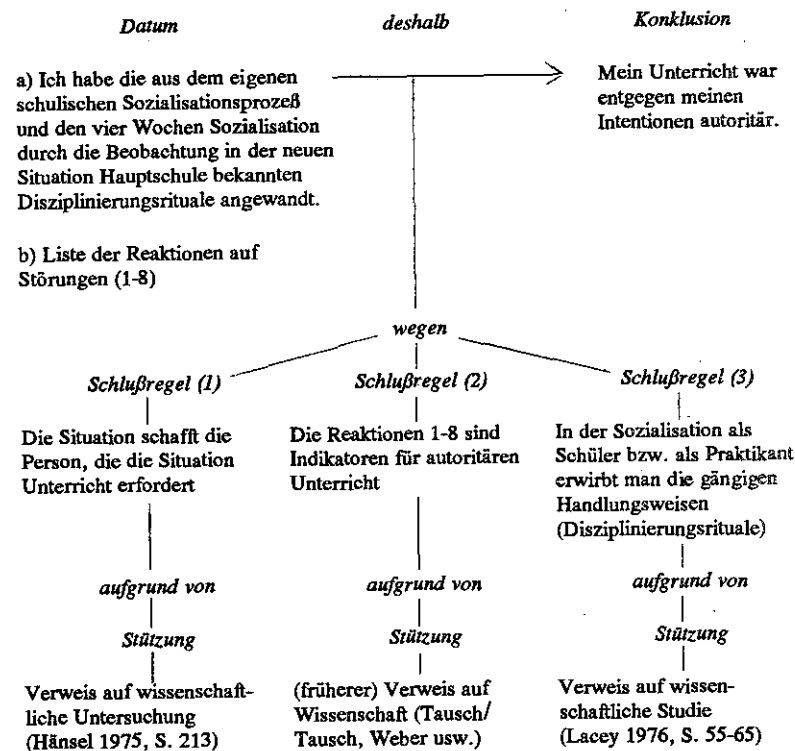 Datum deshalb Konklusion
a) Ich habe die aus dem eigenen
schulischen Sozialisationsprozeß
und den vier Wochen Sozialisation
durch die Beobachtung in der neuen
Situation Hauptschule bekannten
Disziplinierungsrituale angewandt.
b) Liste der Reaktionen auf
Störungen (1-8)
Mein Unterricht war
entgegen meinen
Intentionen autoritär.
wegen
Schlußregel (1)
Die Situation schafft die
Person, die die Situation
Unterricht erfordert
aufgrund von
Stützung
Verweis auf wissenschaft-
liche Untersuchung
(Hänsel 1975, S. 213)
Schlußregel (2)
Die Reaktionen 1-8 sind
Indikatoren für autoritären
Unterricht
aufgrund von
Stützung
(früherer) Verweis auf
Wissenschaft (Tausch/
Tausch, Weber usw.)
Schlußregel (3)
In der Sozialisation als
Schüler bzw. als Praktikant
erwirbt man die gängigen
Handlungsweisen
(Disziplinierungsrituale)
aufgrund von
Stützung
Verweis auf wissen-
schaftliche Studie
(Lacey 1976, S. 55-65)